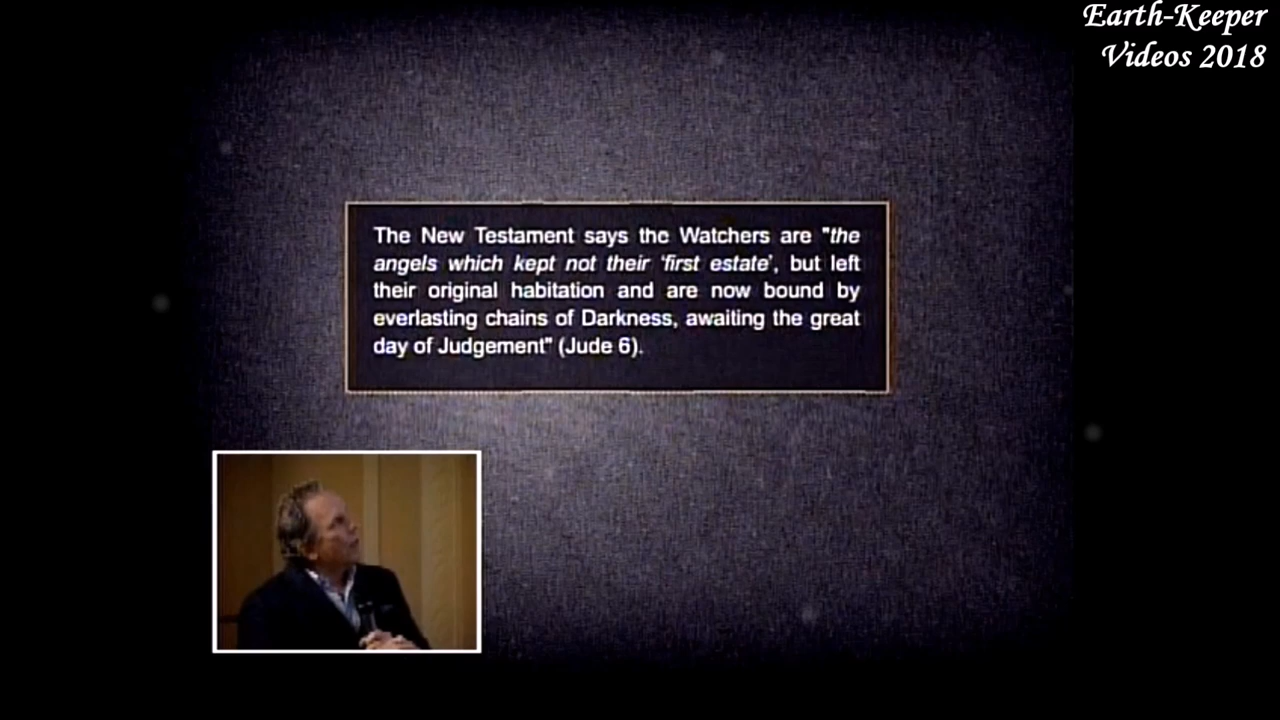 Earth-Keeper
Videos 2018
The New Testament says the Watchers are "the
angels which kept not their 'first estate', but left
their original habitation and are now bound by
everlasting chains of Darkness, awaiting the great
day of Judgement" (Jude 6).